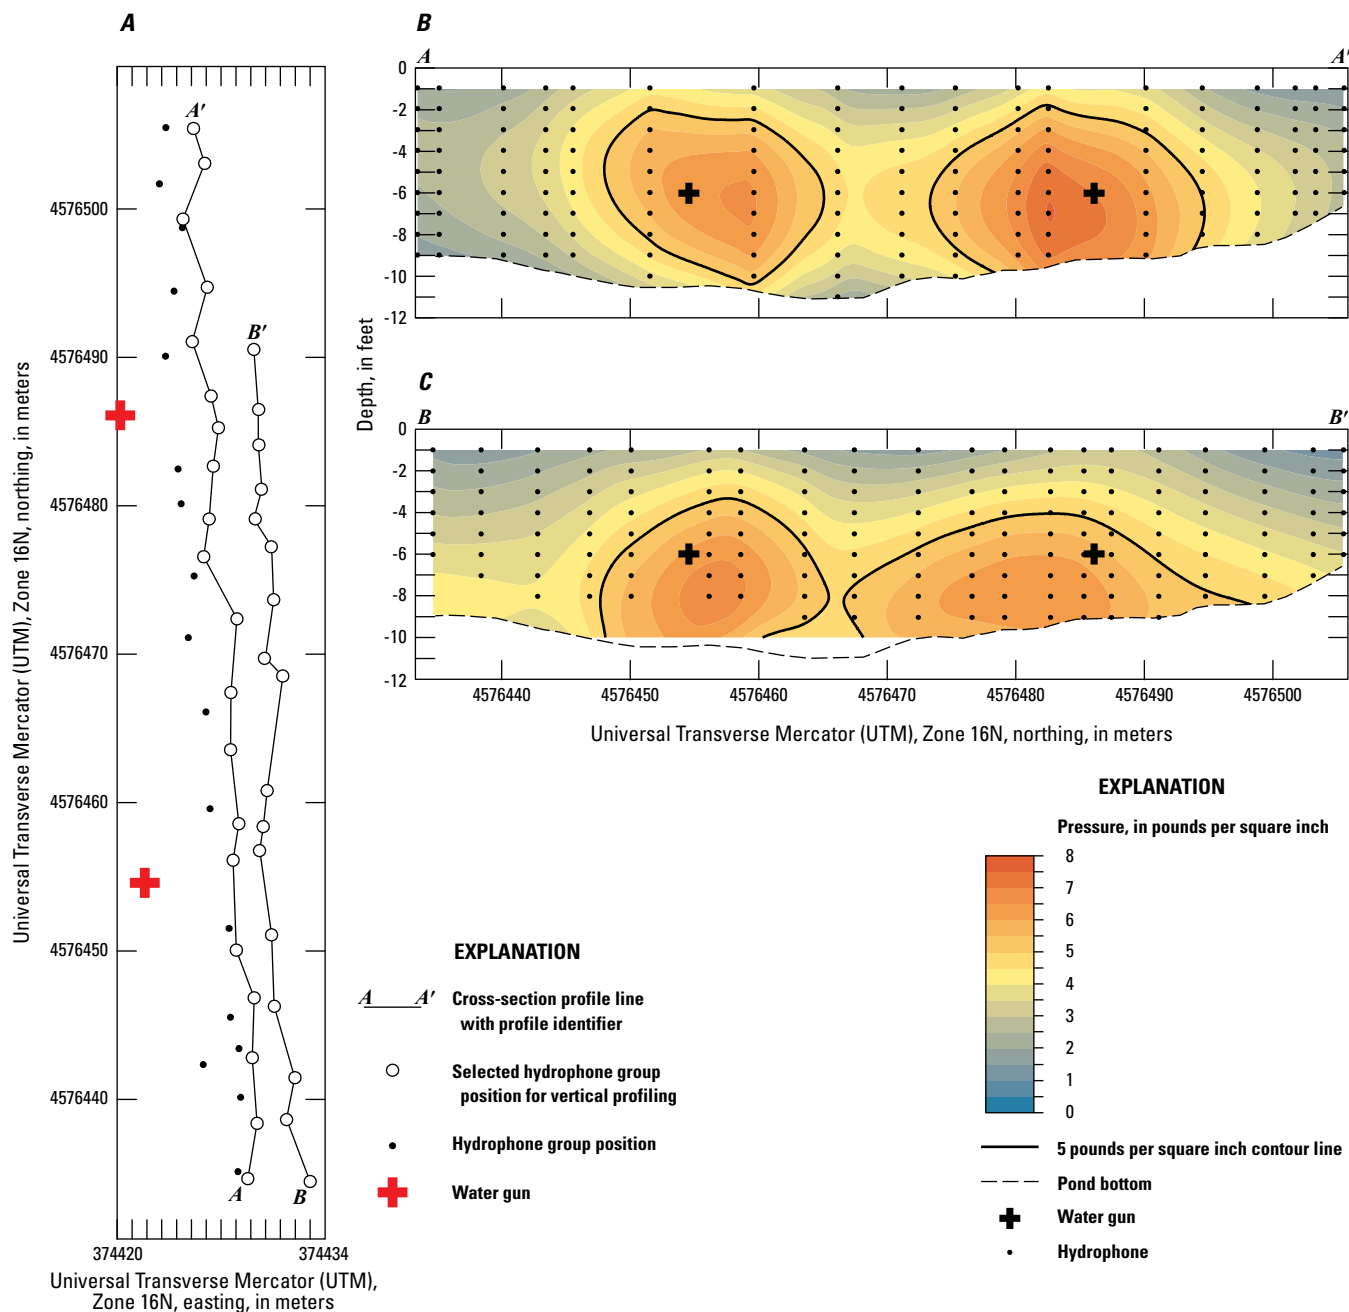 A
A'
B'
A
B
4576500
4576490
4576480
4576470
4576460
4576450
4576440
374420
374434
Universal Transverse Mercator (UTM), Zone 16N, northing, in meters
Universal Transverse Mercator (UTM),
Zone 16N, easting, in meters
B
A
A'
0
-2
-4
-6
-8
-10
-12
Depth, in feet
C
B
B'
0
-2
-4
-6
-8
-10
-12
4576440
4576450
4576460
4576470
4576480
4576490
4576500
Universal Transverse Mercator (UTM), Zone 16N, northing, in meters
EXPLANATION
A A' Cross-section profile line
with profile identifier
Selected hydrophone group
position for vertical profiling
Hydrophone group position
Water gun
EXPLANATION
Pressure, in pounds per square inch
8
7
6
5
4
3
2
1
0
5 pounds per square inch contour line
Pond bottom
Water gun
Hydrophone